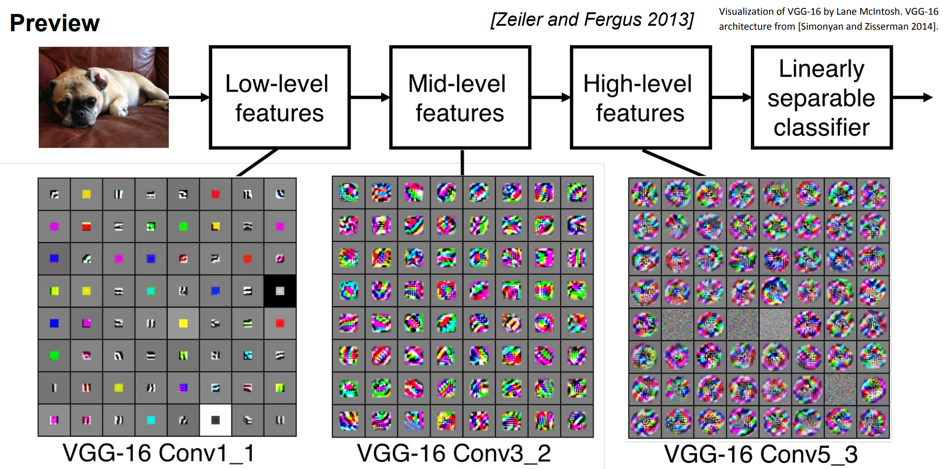 Preview
[Zeiler and Fergus 2013]
Visualization of VGG-16 by Lane McIntosh. VGG-16
architecture from [Simonyan and Zisserman 2014].
Low-level
features
Mid-level
features
High-level
features
Linearly
separable
classifier
VGG-16 Conv1_1
VGG-16 Conv3_2
VGG-16 Conv5_3